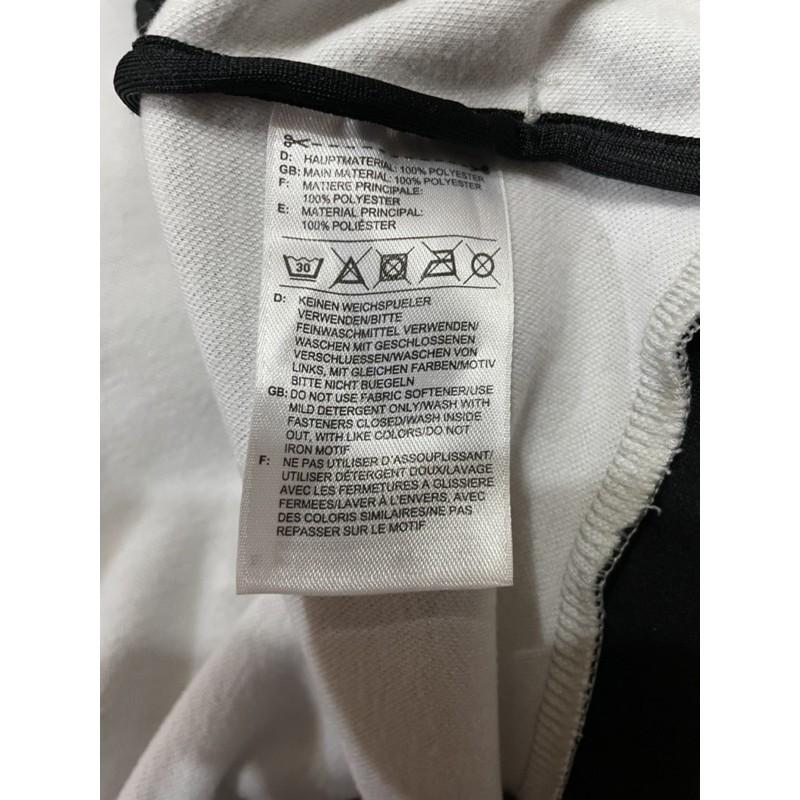 D: HAUPTMATERIAL: 100% POLYESTER
GB: MAIN MATERIAL: 100% POLYESTER
F: MATIERE PRINCIPALE:
100% POLYESTER
E: MATERIAL PRINCIPAL:
100% POLIÉSTER
30
D: KEINEN WEICHSPUELER
VERWENDEN/BITTE
FEINWASCHMITTEL VERWENDEN/
WASCHEN MIT GESCHLOSSENEN
VERSCHLUESSEN/WASCHEN VON
LINKS, MIT GLEICHEN FARBEN/MOTIV
BITTE NICHT BUEGELN
GB: DO NOT USE FABRIC SOFTENER/USE
MILD DETERGENT ONLY/WASH WITH
FASTENERS CLOSED/WASH INSIDE
OUT, WITH LIKE COLORS/DO NOT
IRON MOTIF
F: NE PAS UTILISER D'ASSOUPLISSANT/
UTILISER DÉTERGENT DOUX/LAVAGE
AVEC LES FERMETURES A GLISSIERE
FERMEES/LAVER À L'ENVERS, AVEC
DES COLORIS SIMILAIRES/NE PAS
REPASSER SUR LE MOTIF